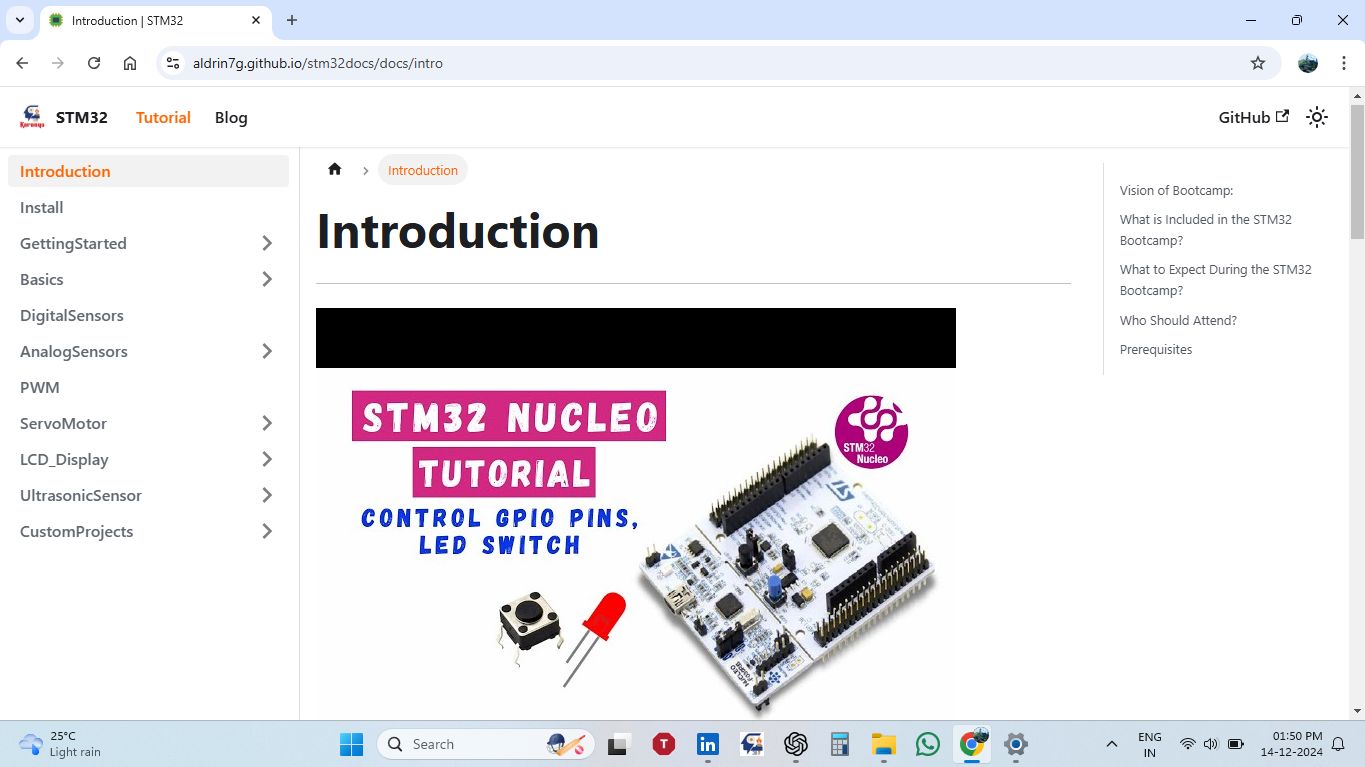 Introduction | STM32
aldrin7g.github.io/stm32docs/docs/intro
STM32
Tutorial
Blog
GitHub
Introduction
Install
GettingStarted
Basics
DigitalSensors
AnalogSensors
PWM
ServoMotor
LCD_Display
UltrasonicSensor
CustomProjects
Introduction
Introduction
STM32 NUCLEO
TUTORIAL
CONTROL GPIO PINS,
LED SWITCH
STM32
Nucleo
Vision of Bootcamp:
What is Included in the STM32
Bootcamp?
What to Expect During the STM32
Bootcamp?
Who Should Attend?
Prerequisites
25°C
Light rain
Search
ENG
IN
01:50 PM
14-12-2024